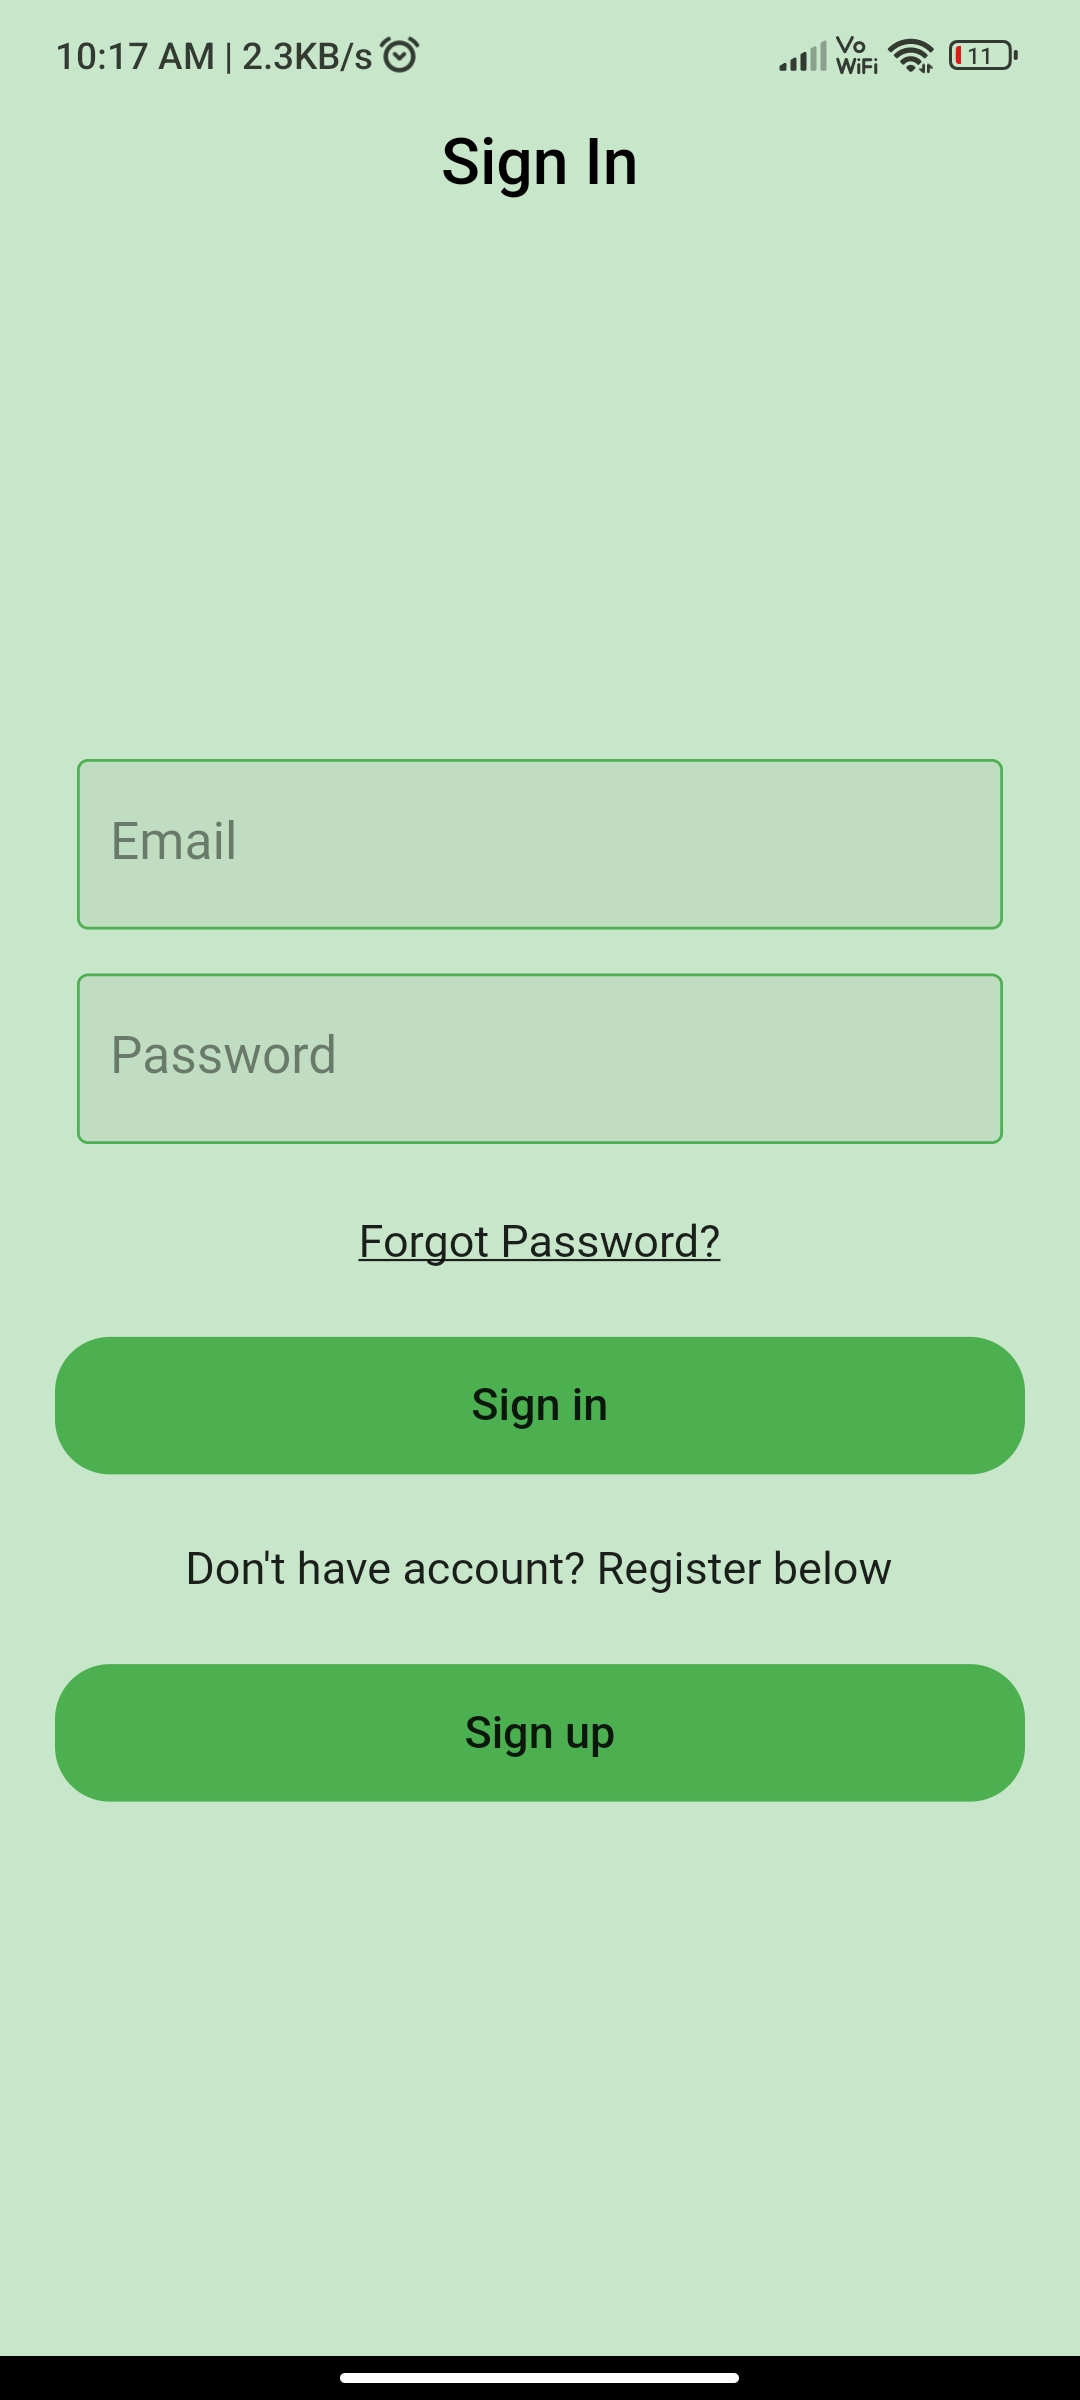 10:17 AM | 2.3KB/s
Vo
WiFi
11
Sign In
Email
Password
Forgot Password?
Sign in
Don't have account? Register below
Sign up